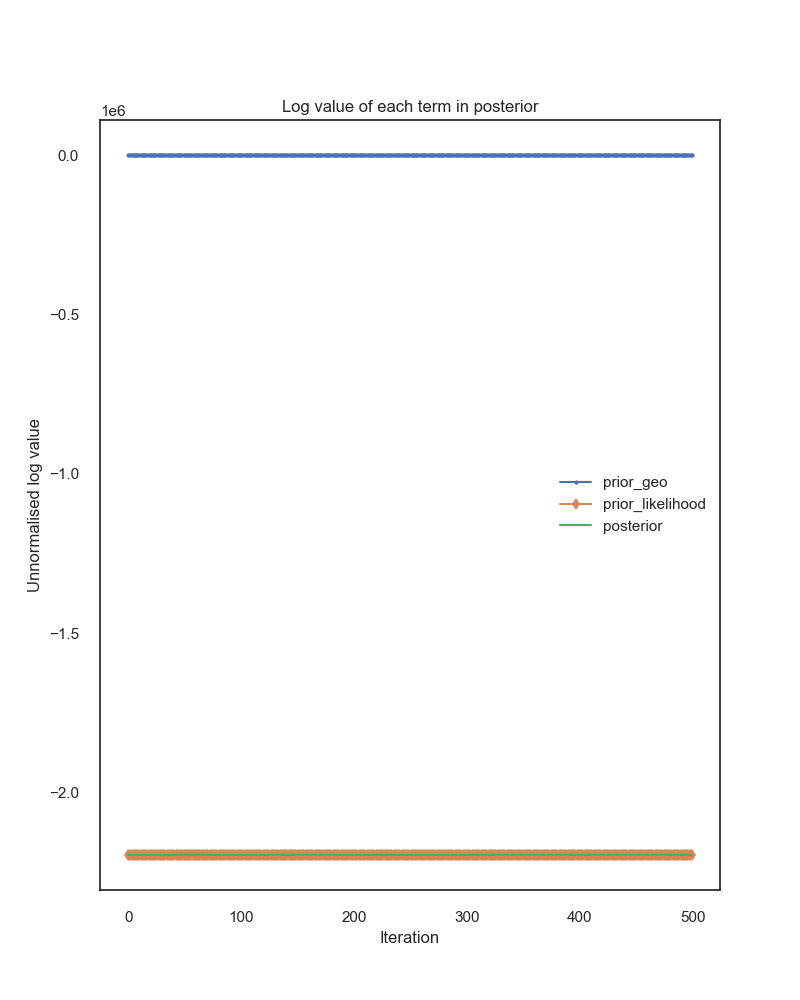 Log value of each term in posterior
1e6
0.0
−0.5
−1.0
−1.5
−2.0
Unnormalised log value
prior_geo
prior_likelihood
posterior
0 100 200 300 400 500
Iteration